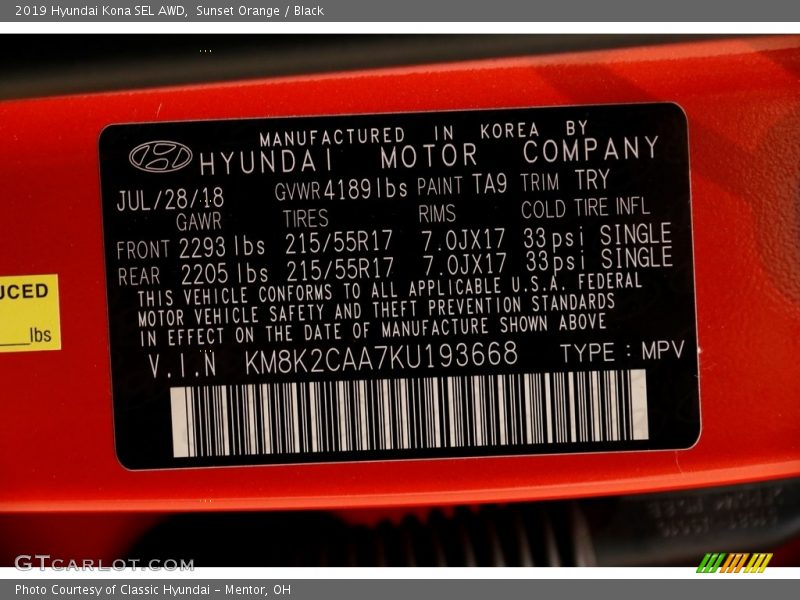 2019 Hyundai Kona SEL AWD, Sunset Orange / Black
MANUFACTURED IN KOREA BY
HYUNDAI MOTOR COMPANY
JUL/28/18 GVWR 4189lbs PAINT TA9 TRIM TRY
GAWR TIRES RIMS COLD TIRE INFL
FRONT 2293 lbs 215/55R17 7.0JX17 33psi SINGLE
REAR 2205 lbs 215/55R17 7.0JX17 33psi SINGLE
THIS VEHICLE CONFORMS TO ALL APPLICABLE U.S.A. FEDERAL
MOTOR VEHICLE SAFETY AND THEFT PREVENTION STANDARDS
IN EFFECT ON THE DATE OF MANUFACTURE SHOWN ABOVE
V.I.N KM8K2CAA7KU193668 TYPE : MPV
UCED
___lbs
GTCARLOT.COM
Photo Courtesy of Classic Hyundai - Mentor, OH